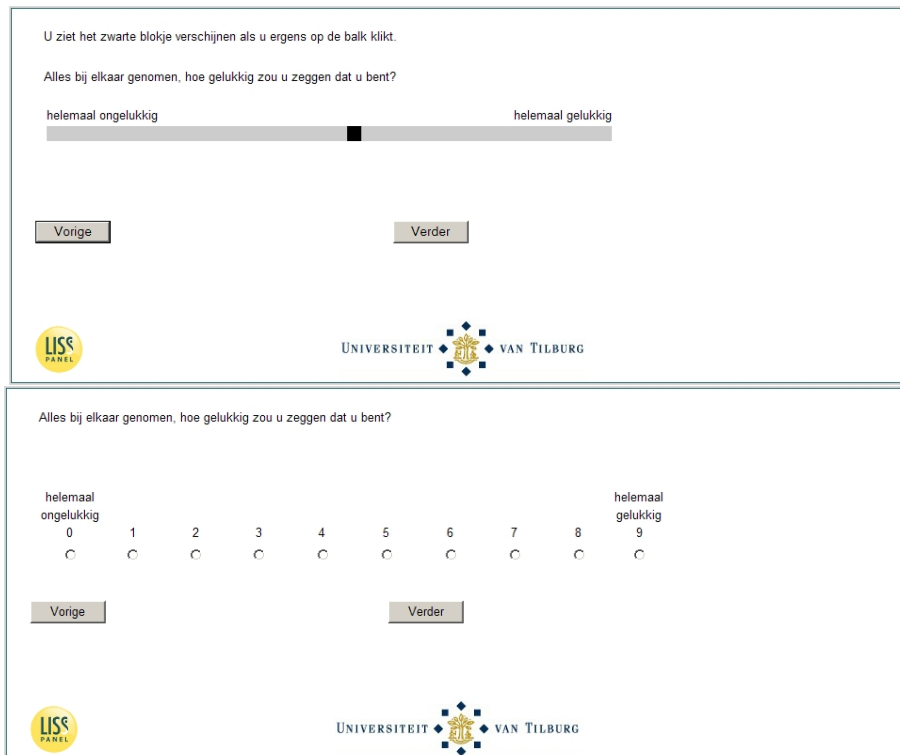 U ziet het zwarte blokje verschijnen als u ergens op de balk klikt.
Alles bij elkaar genomen, hoe gelukkig zou u zeggen dat u bent?
helemaal ongelukkig helemaal gelukkig
Vorige Verder
LISS PANEL
UNIVERSITEIT VAN TILBURG
Alles bij elkaar genomen, hoe gelukkig zou u zeggen dat u bent?
helemaal helemaal
ongelukkig gelukkig
0 1 2 3 4 5 6 7 8 9
Vorige Verder
LISS PANEL
UNIVERSITEIT VAN TILBURG